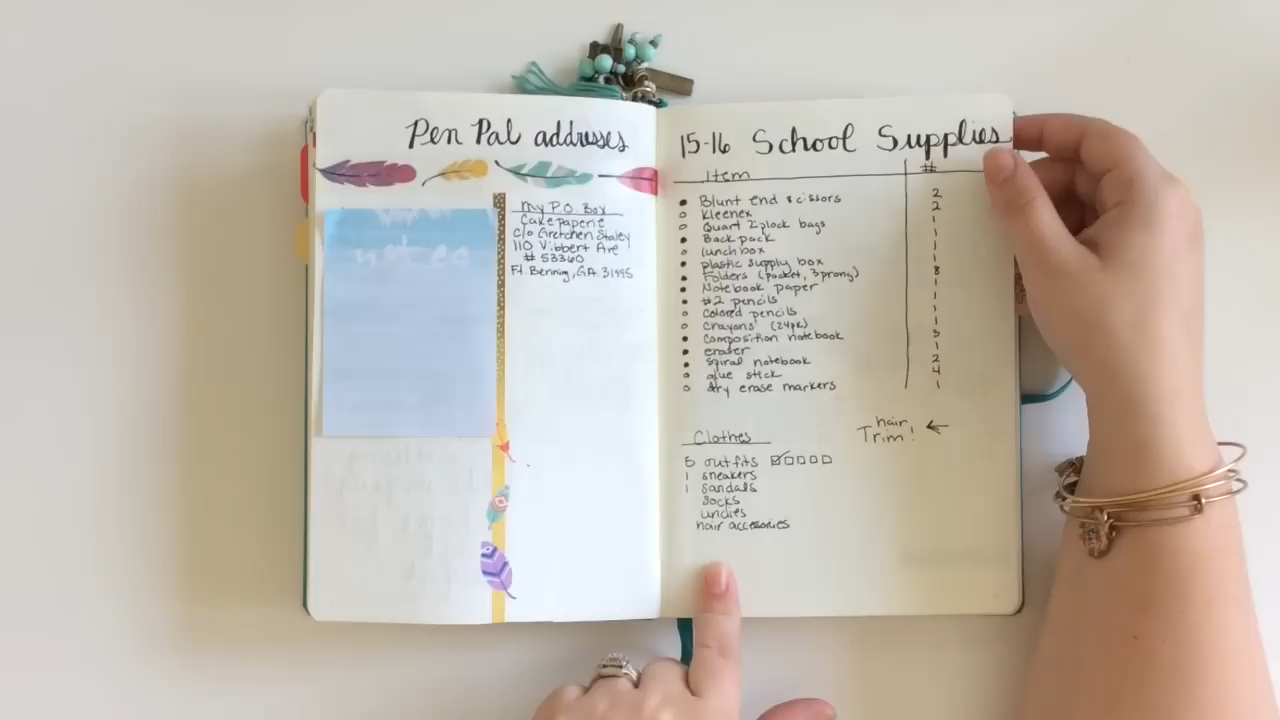 Pen Pal addresses
notes
My P.O. Box
Cakepaperie
c/o Gretchen Staley
110 Vibbert Ave
# 53360
Ft. Benning, GA. 31995
15-16 School Supplies
Item #
Blunt end scissors 2
Kleenex 2
Quart ziplock bags 1
Back pack 1
lunch box 1
plastic supply box 1
Folders (pocket, 3 prong) 8
Notebook paper 1
#2 pencils 1
colored pencils 1
crayons (24pk) 1
composition notebook 3
eraser 1
spiral notebook 2
glue stick 4
dry erase markers 1
hair
Trim!
Clothes
5 outfits
1 sneakers
1 sandals
socks
undies
hair accesories